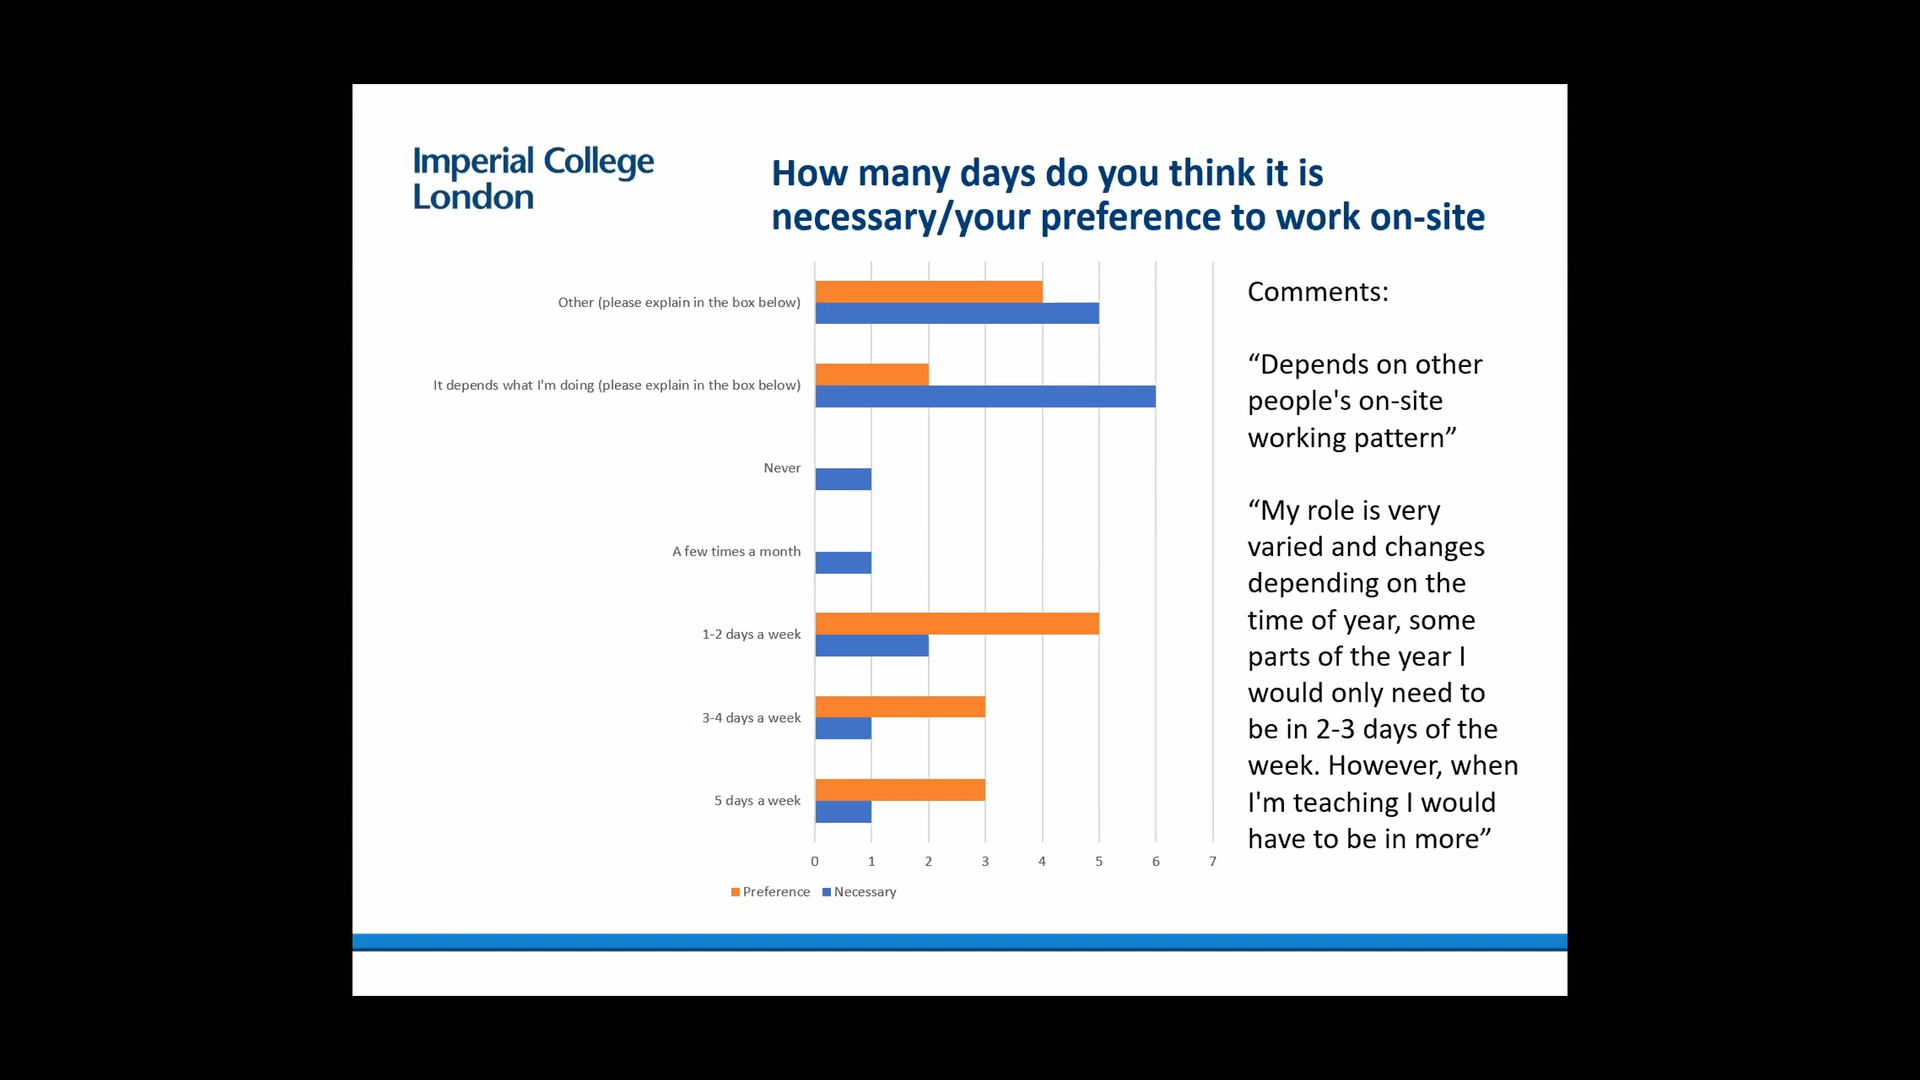 Imperial College
London
How many days do you think it is
necessary/your preference to work on-site
Other (please explain in the box below)
It depends what I'm doing (please explain in the box below)
Never
A few times a month
1-2 days a week
3-4 days a week
5 days a week
0 1 2 3 4 5 6 7
Preference Necessary
Comments:
“Depends on other
people's on-site
working pattern”
“My role is very
varied and changes
depending on the
time of year, some
parts of the year I
would only need to
be in 2-3 days of the
week. However, when
I'm teaching I would
have to be in more”